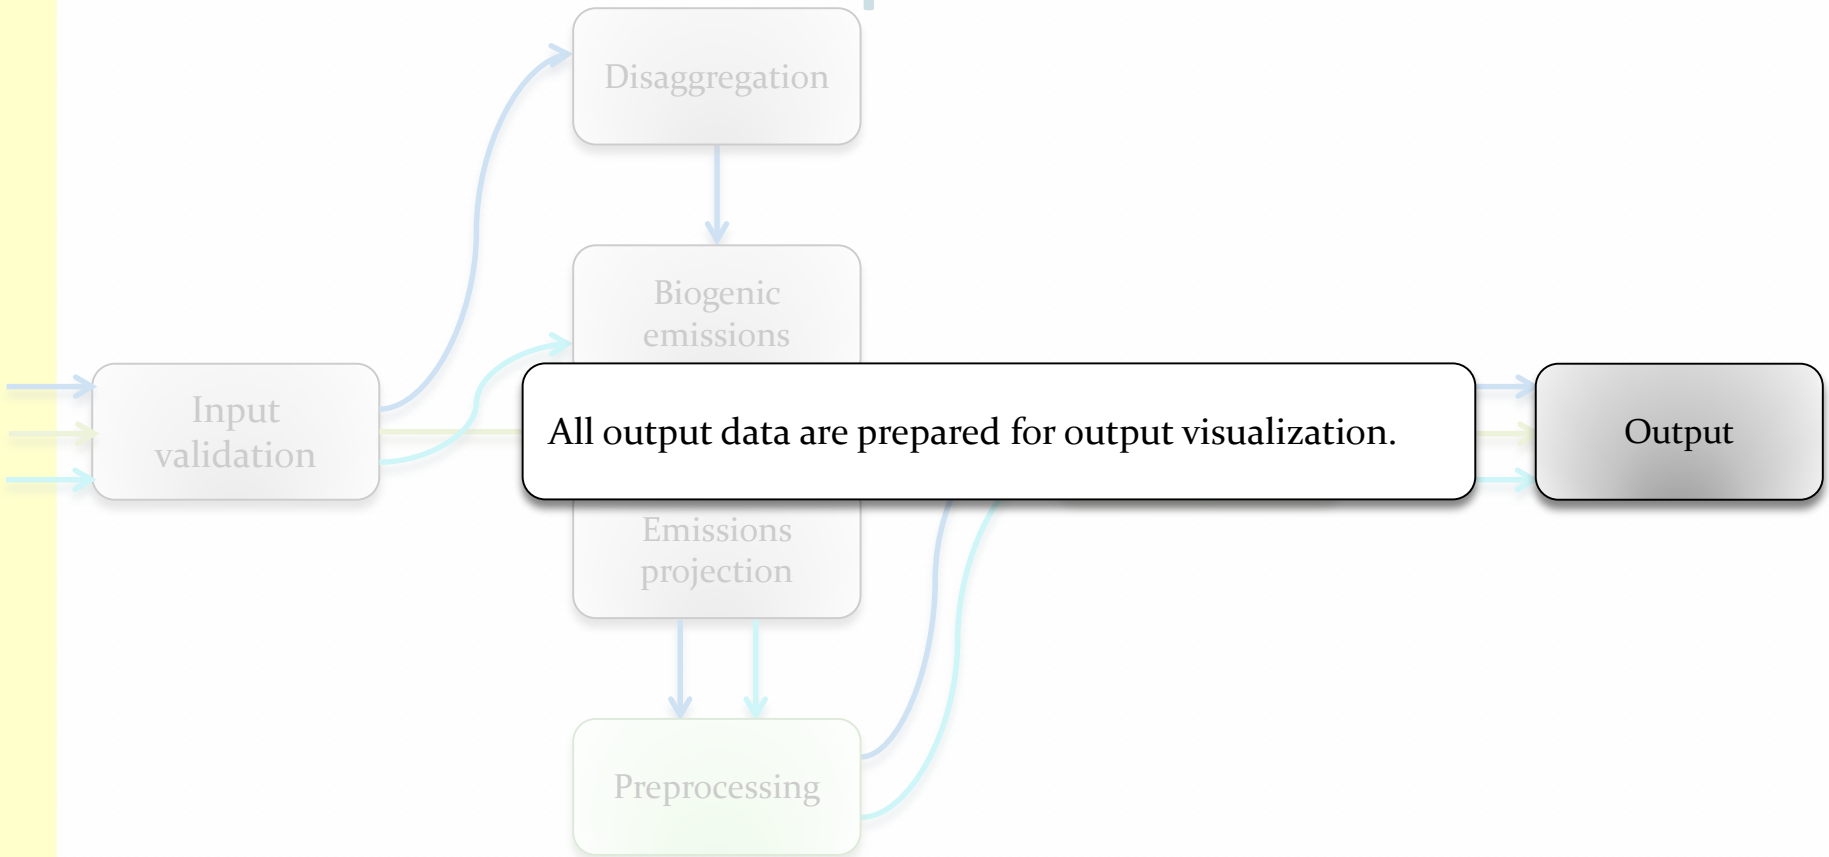 Disaggregation
Biogenic
emissions
Input
validation
All output data are prepared for output visualization.
Output
Emissions
projection
Preprocessing